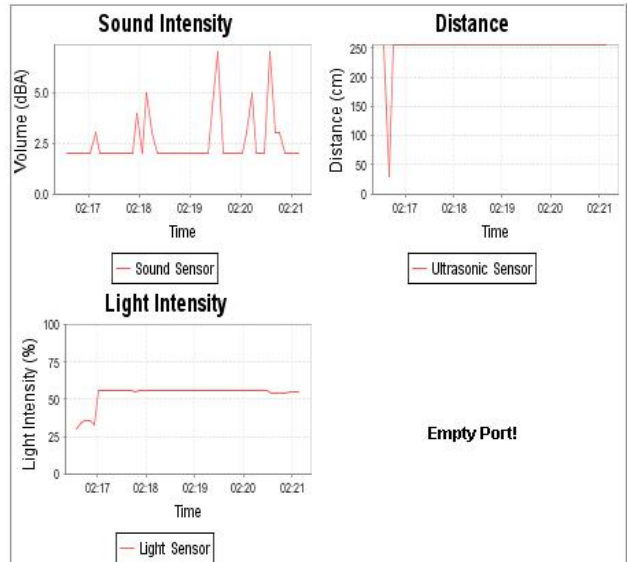 Sound Intensity
Volume (dBA)
5.0
2.5
0.0
02:17 02:18 02:19 02:20 02:21
Time
Sound Sensor
Distance
Distance (cm)
250
200
150
100
50
0
02:17 02:18 02:19 02:20 02:21
Time
Ultrasonic Sensor
Light Intensity
Light Intensity (%)
100
75
50
25
0
02:17 02:18 02:19 02:20 02:21
Time
Light Sensor
Empty Port!